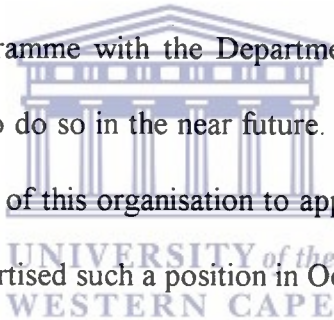 ramme with the Departme
o do so in the near future.
of this organisation to app
UNIVERSITY of the
rtised such a position in Oc
WESTERN CAPE